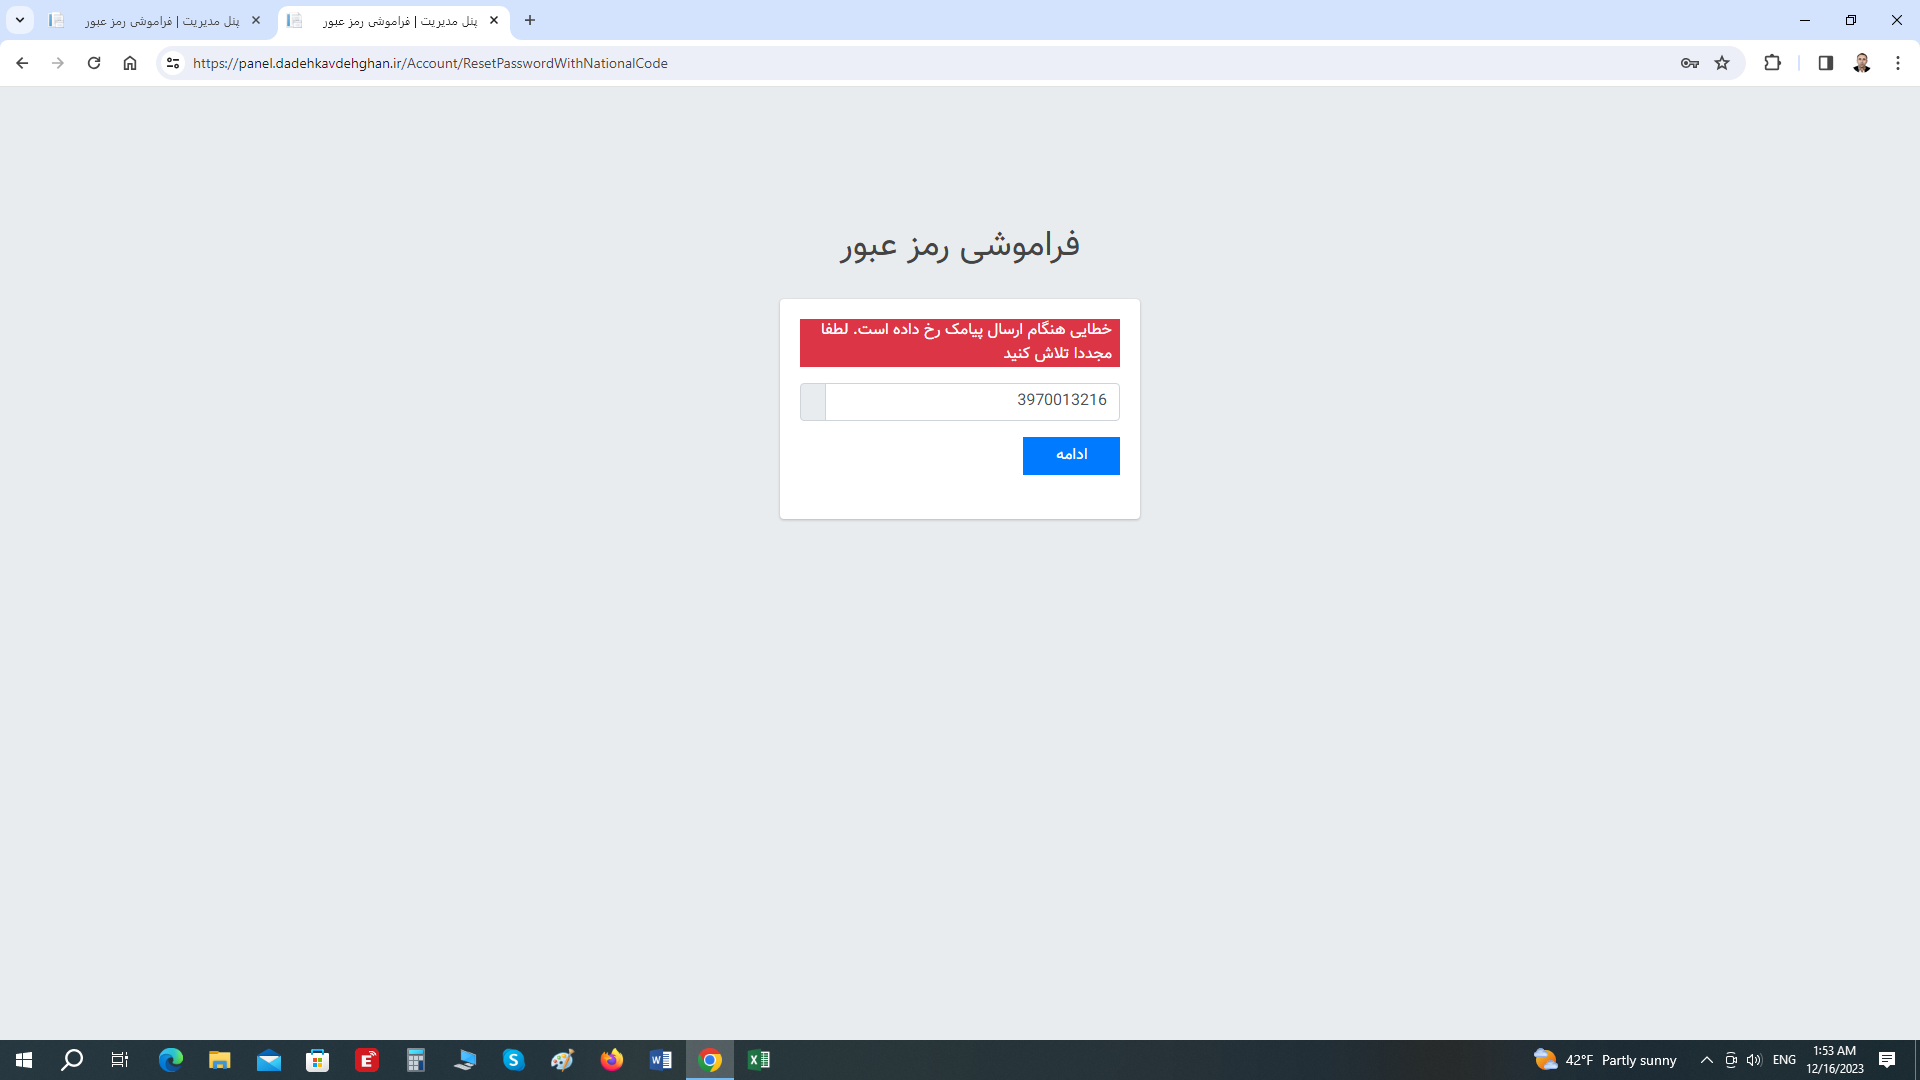 پنل مدیریت | فراموشی رمز عبور
پنل مدیریت | فراموشی رمز عبور
https://panel.dadehkavdehghan.ir/Account/ResetPasswordWithNationalCode
فراموشی رمز عبور
خطایی هنگام ارسال پیامک رخ داده است. لطفا
مجددا تلاش کنید
3970013216
ادامه
42°F Partly sunny
ENG
1:53 AM
12/16/2023